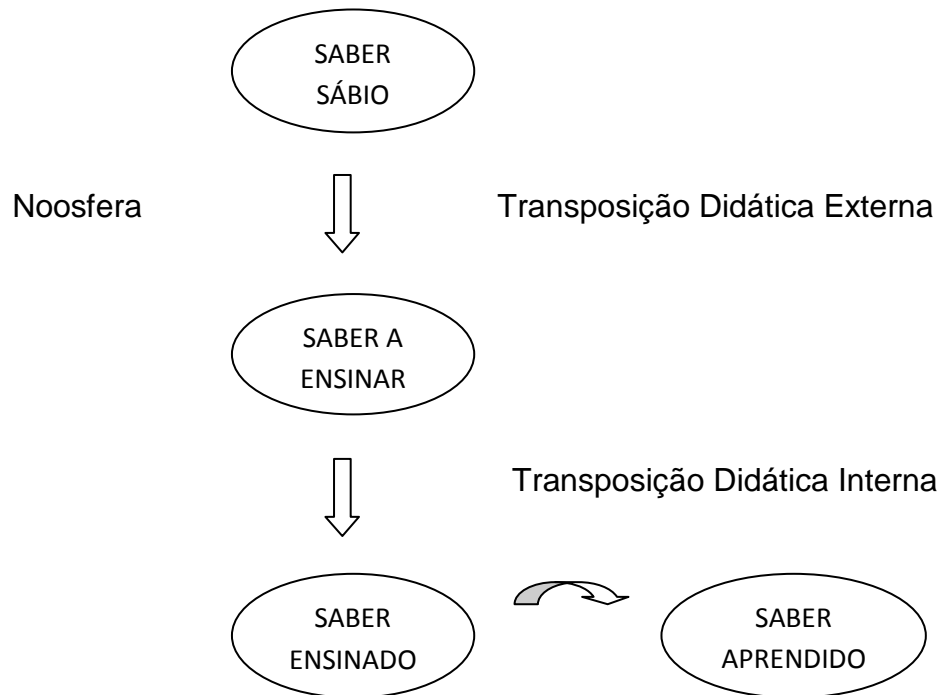 SABER
SÁBIO
Noosfera
Transposição Didática Externa
SABER A
ENSINAR
Transposição Didática Interna
SABER
ENSINADO
SABER
APRENDIDO